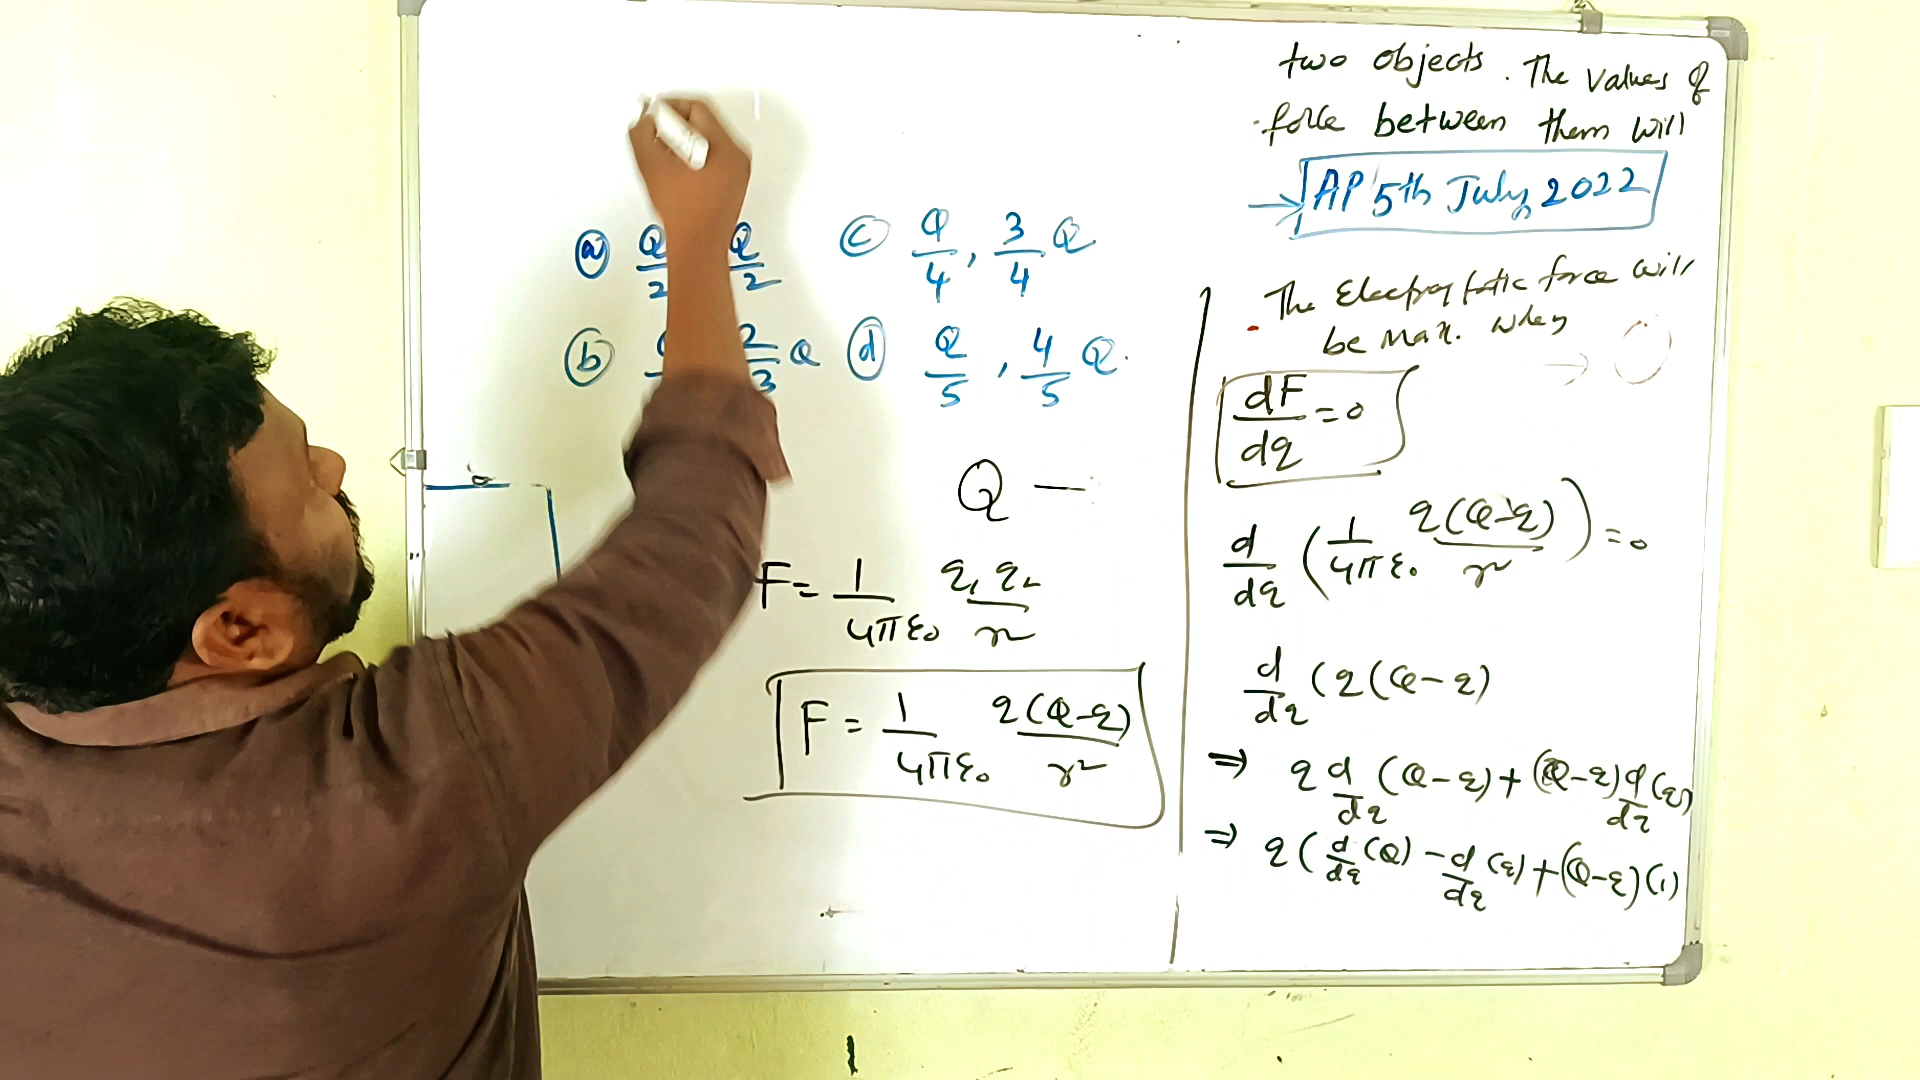 two objects. The values of
force between them will
→ AP 5th July 2022
(a) Q/2 Q/2 (c) Q/4, 3/4 Q
(b) 2/3 Q (d) Q/5, 4/5 Q.
Q —
F = 1/4πε₀ q₁q₂/r²
F = 1/4πε₀ q(Q-q)/r²
The Electrostatic force will
be Max. when
dF/dq = 0
d/dq (1/4πε₀ q(Q-q)/r²) = 0
d/dq (q(Q-q)
⇒ q d/dq (Q-q) + (Q-q) d/dq (q)
⇒ q ( d/dq (Q) - d/dq (q) + (Q-q)(1)